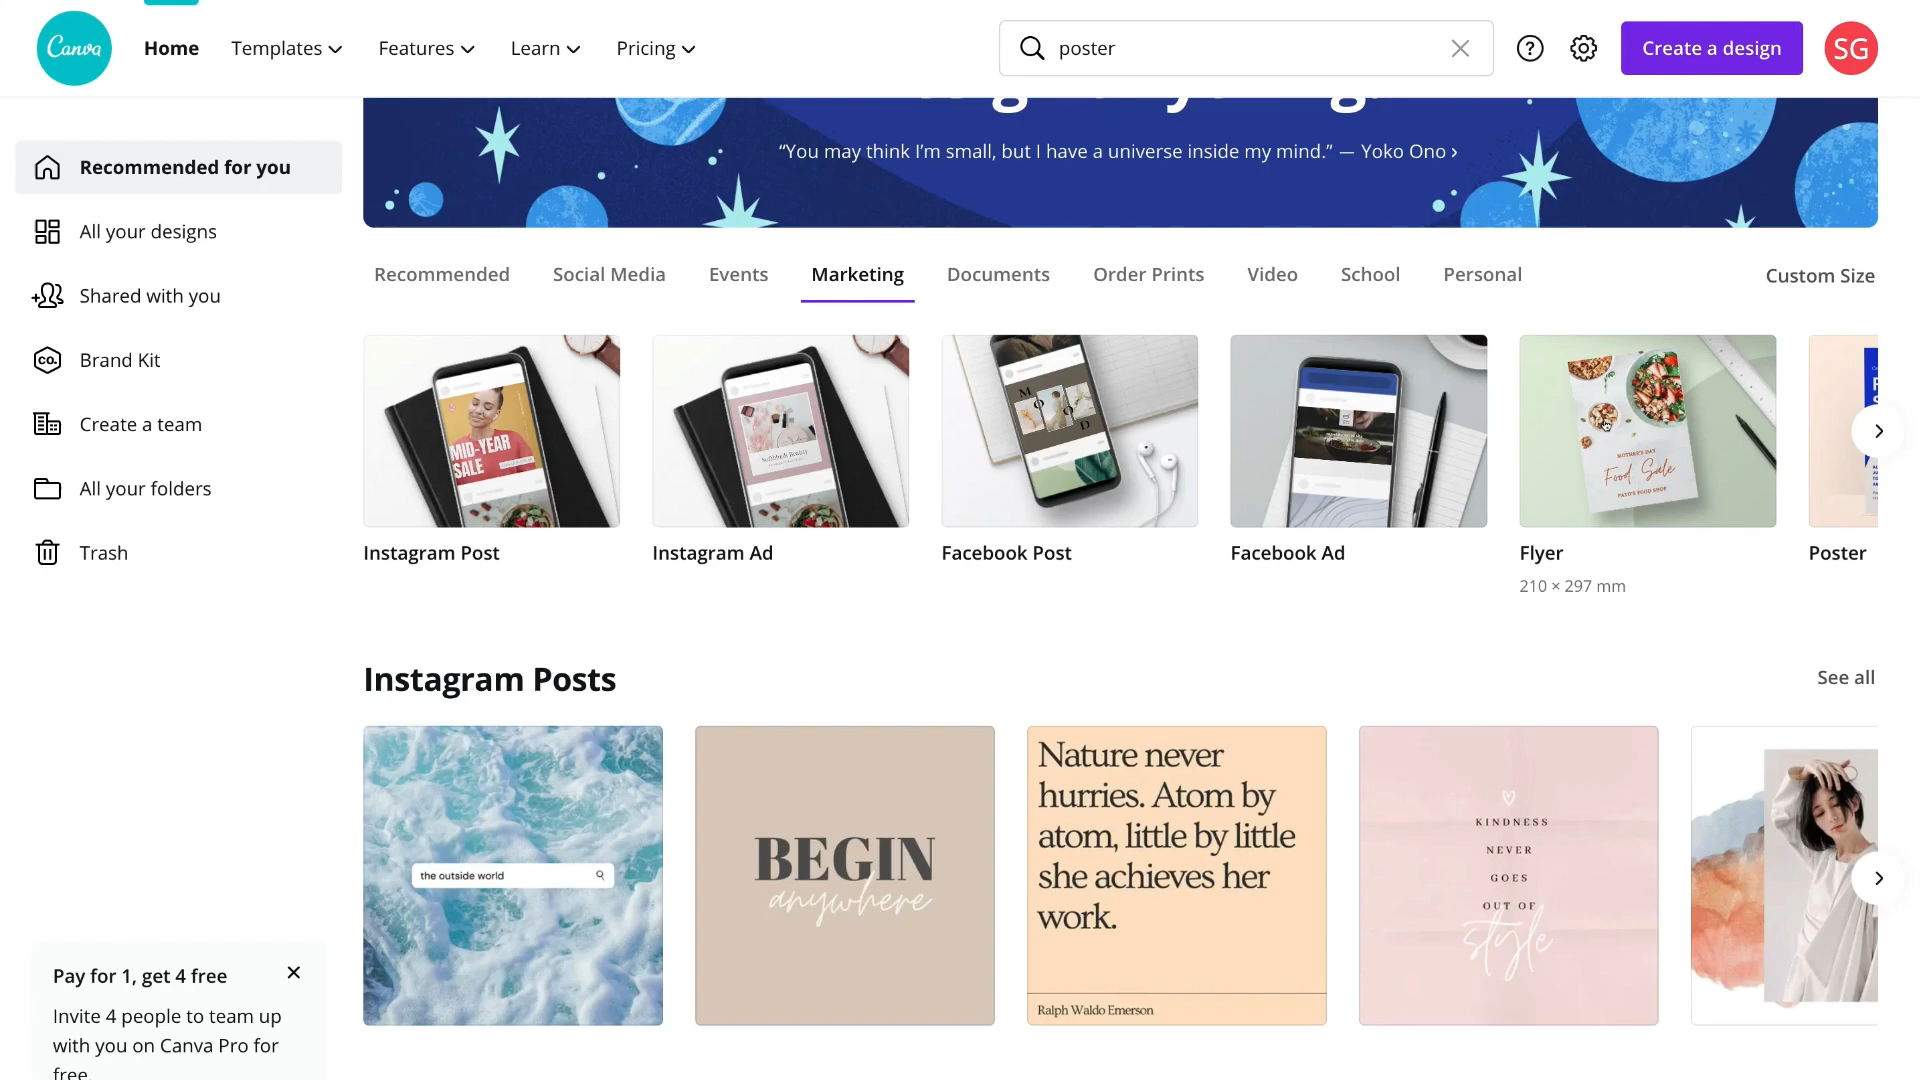 Canva
Home
Templates
Features
Learn
Pricing
poster
Create a design
SG
Recommended for you
All your designs
Shared with you
Brand Kit
Create a team
All your folders
Trash
“You may think I’m small, but I have a universe inside my mind.” — Yoko Ono ›
Recommended
Social Media
Events
Marketing
Documents
Order Prints
Video
School
Personal
Custom Size
MID-YEAR
SALE
MOTHER'S DAY
Food Sale
PAYO'S FOOD SHOP
Instagram Post
Instagram Ad
Facebook Post
Facebook Ad
Flyer
Poster
210 × 297 mm
Instagram Posts
See all
the outside world
BEGIN
anywhere
Nature never
hurries. Atom by
atom, little by little
she achieves her
work.
Ralph Waldo Emerson
KINDNESS
NEVER
GOES
OUT OF
style
Pay for 1, get 4 free
Invite 4 people to team up
with you on Canva Pro for
free.